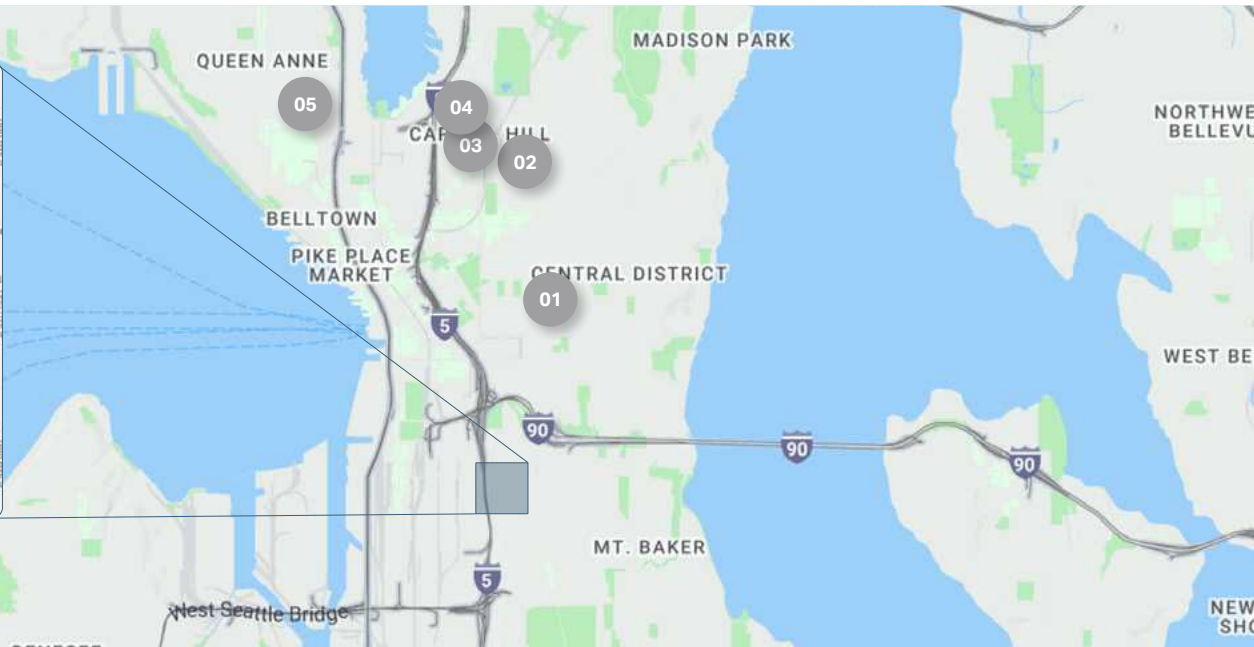 MADISON PARK
QUEEN ANNE
05
04
NORTHWE
BELLEVU
CAP
HILL
03
02
BELLTOWN
PIKE PLACE
MARKET
CENTRAL DISTRICT
01
5
WEST BE
90
90
90
MT. BAKER
5
West Seattle Bridge
NEW
SHO